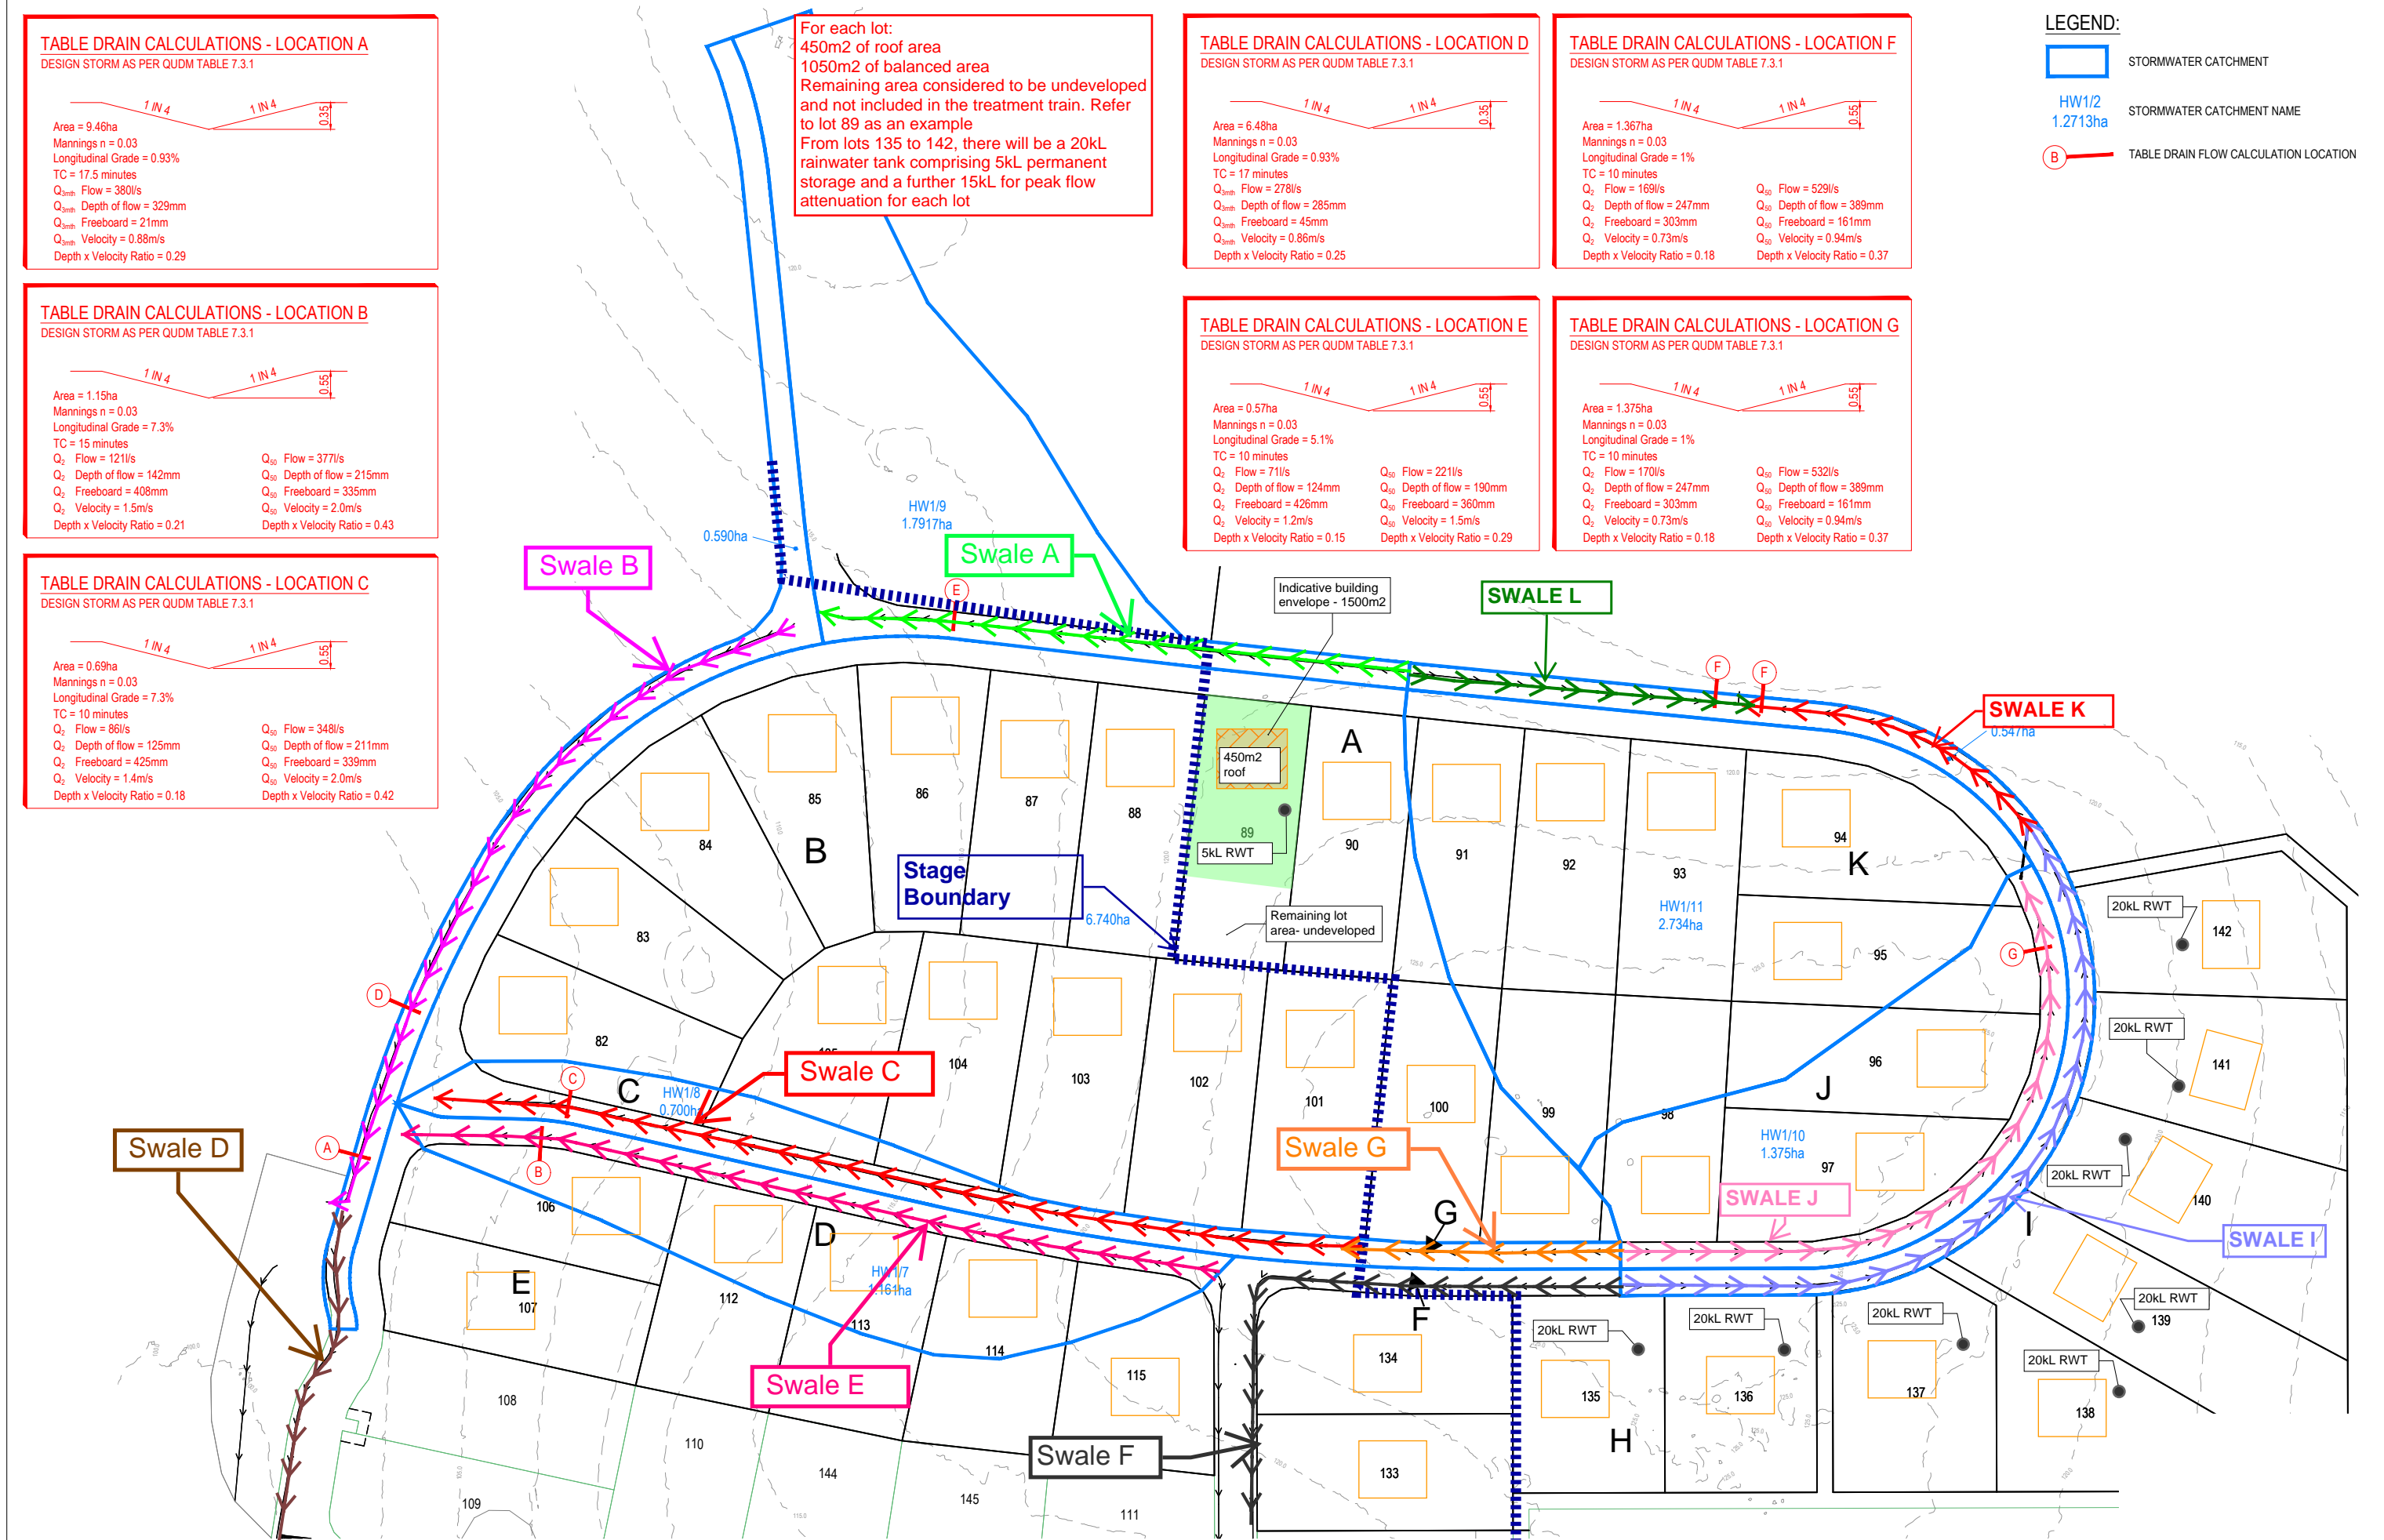 TABLE DRAIN CALCULATIONS - LOCATION A
DESIGN STORM AS PER QUDM TABLE 7.3.1
1 IN 4
1 IN 4
0.35
Area = 9.46ha
Mannings n = 0.03
Longitudinal Grade = 0.93%
TC = 17.5 minutes
Q3mth Flow = 380l/s
Q3mth Depth of flow = 329mm
Q3mth Freeboard = 21mm
Q3mth Velocity = 0.88m/s
Depth x Velocity Ratio = 0.29
TABLE DRAIN CALCULATIONS - LOCATION B
DESIGN STORM AS PER QUDM TABLE 7.3.1
1 IN 4
1 IN 4
0.55
Area = 1.15ha
Mannings n = 0.03
Longitudinal Grade = 7.3%
TC = 15 minutes
Q2 Flow = 121l/s
Q2 Depth of flow = 142mm
Q2 Freeboard = 408mm
Q2 Velocity = 1.5m/s
Depth x Velocity Ratio = 0.21
Q50 Flow = 377l/s
Q50 Depth of flow = 215mm
Q50 Freeboard = 335mm
Q50 Velocity = 2.0m/s
Depth x Velocity Ratio = 0.43
TABLE DRAIN CALCULATIONS - LOCATION C
DESIGN STORM AS PER QUDM TABLE 7.3.1
1 IN 4
1 IN 4
0.55
Area = 0.69ha
Mannings n = 0.03
Longitudinal Grade = 7.3%
TC = 10 minutes
Q2 Flow = 86l/s
Q2 Depth of flow = 125mm
Q2 Freeboard = 425mm
Q2 Velocity = 1.4m/s
Depth x Velocity Ratio = 0.18
Q50 Flow = 348l/s
Q50 Depth of flow = 211mm
Q50 Freeboard = 339mm
Q50 Velocity = 2.0m/s
Depth x Velocity Ratio = 0.42
For each lot:
450m2 of roof area
1050m2 of balanced area
Remaining area considered to be undeveloped
and not included in the treatment train. Refer
to lot 89 as an example
From lots 135 to 142, there will be a 20kL
rainwater tank comprising 5kL permanent
storage and a further 15kL for peak flow
attenuation for each lot
TABLE DRAIN CALCULATIONS - LOCATION D
DESIGN STORM AS PER QUDM TABLE 7.3.1
1 IN 4
1 IN 4
0.35
Area = 6.48ha
Mannings n = 0.03
Longitudinal Grade = 0.93%
TC = 17 minutes
Q3mth Flow = 278l/s
Q3mth Depth of flow = 285mm
Q3mth Freeboard = 45mm
Q3mth Velocity = 0.86m/s
Depth x Velocity Ratio = 0.25
TABLE DRAIN CALCULATIONS - LOCATION F
DESIGN STORM AS PER QUDM TABLE 7.3.1
1 IN 4
1 IN 4
0.55
Area = 1.367ha
Mannings n = 0.03
Longitudinal Grade = 1%
TC = 10 minutes
Q2 Flow = 169l/s
Q2 Depth of flow = 247mm
Q2 Freeboard = 303mm
Q2 Velocity = 0.73m/s
Depth x Velocity Ratio = 0.18
Q50 Flow = 529l/s
Q50 Depth of flow = 389mm
Q50 Freeboard = 161mm
Q50 Velocity = 0.94m/s
Depth x Velocity Ratio = 0.37
TABLE DRAIN CALCULATIONS - LOCATION E
DESIGN STORM AS PER QUDM TABLE 7.3.1
1 IN 4
1 IN 4
0.55
Area = 0.57ha
Mannings n = 0.03
Longitudinal Grade = 5.1%
TC = 10 minutes
Q2 Flow = 71l/s
Q2 Depth of flow = 124mm
Q2 Freeboard = 426mm
Q2 Velocity = 1.2m/s
Depth x Velocity Ratio = 0.15
Q50 Flow = 221l/s
Q50 Depth of flow = 190mm
Q50 Freeboard = 360mm
Q50 Velocity = 1.5m/s
Depth x Velocity Ratio = 0.29
TABLE DRAIN CALCULATIONS - LOCATION G
DESIGN STORM AS PER QUDM TABLE 7.3.1
1 IN 4
1 IN 4
0.55
Area = 1.375ha
Mannings n = 0.03
Longitudinal Grade = 1%
TC = 10 minutes
Q2 Flow = 170l/s
Q2 Depth of flow = 247mm
Q2 Freeboard = 303mm
Q2 Velocity = 0.73m/s
Depth x Velocity Ratio = 0.18
Q50 Flow = 532l/s
Q50 Depth of flow = 389mm
Q50 Freeboard = 161mm
Q50 Velocity = 0.94m/s
Depth x Velocity Ratio = 0.37
LEGEND:
STORMWATER CATCHMENT
HW1/2
1.2713ha
STORMWATER CATCHMENT NAME
B
TABLE DRAIN FLOW CALCULATION LOCATION
HW1/9
1.7917ha
0.590ha
Swale B
Swale A
E
Indicative building
envelope - 1500m2
SWALE L
F
F
SWALE K
0.547ha
450m2
roof
A
85
86
87
88
89
90
91
92
93
94
84
B
5kL RWT
K
Stage
Boundary
6.740ha
Remaining lot
area- undeveloped
HW1/11
2.734ha
83
95
G
20kL RWT
142
D
82
104
103
102
101
100
99
98
96
20kL RWT
141
Swale C
C
C
HW1/8
0.700ha
J
HW1/10
1.375ha
97
20kL RWT
140
Swale D
A
B
Swale G
SWALE J
I
SWALE I
106
D
G
E
107
112
HW1/7
1.161ha
113
114
F
20kL RWT
139
20kL RWT
20kL RWT
20kL RWT
20kL RWT
Swale E
115
134
135
136
137
138
108
H
Swale F
110
144
145
133
109
111